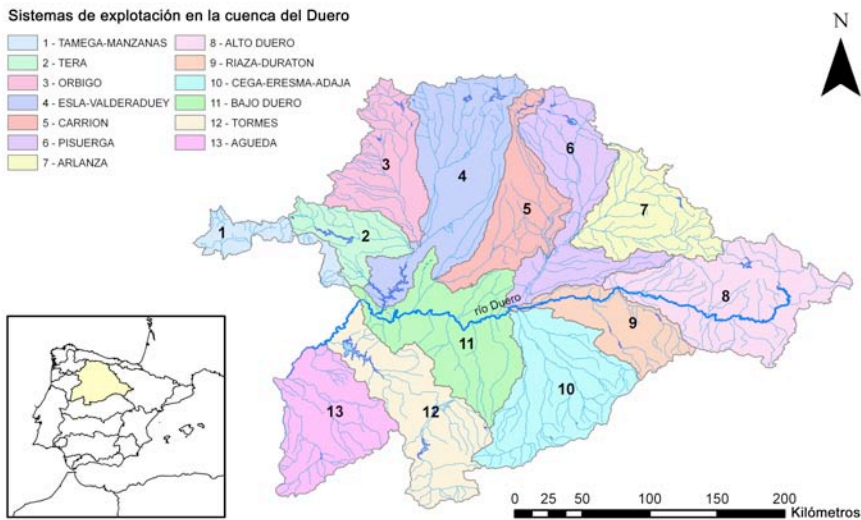 Sistemas de explotación en la cuenca del Duero
1 - TAMEGA-MANZANAS
2 - TERA
3 - ORBIGO
4 - ESLA-VALDERADUEY
5 - CARRION
6 - PISUERGA
7 - ARLANZA
8 - ALTO DUERO
9 - RIAZA-DURATON
10 - CEGA-ERESMA-ADAJA
11 - BAJO DUERO
12 - TORMES
13 - AGUEDA
N
1
2
3
4
5
6
7
8
9
10
11
12
13
río Duero
0 25 50 100 150 200
Kilómetros